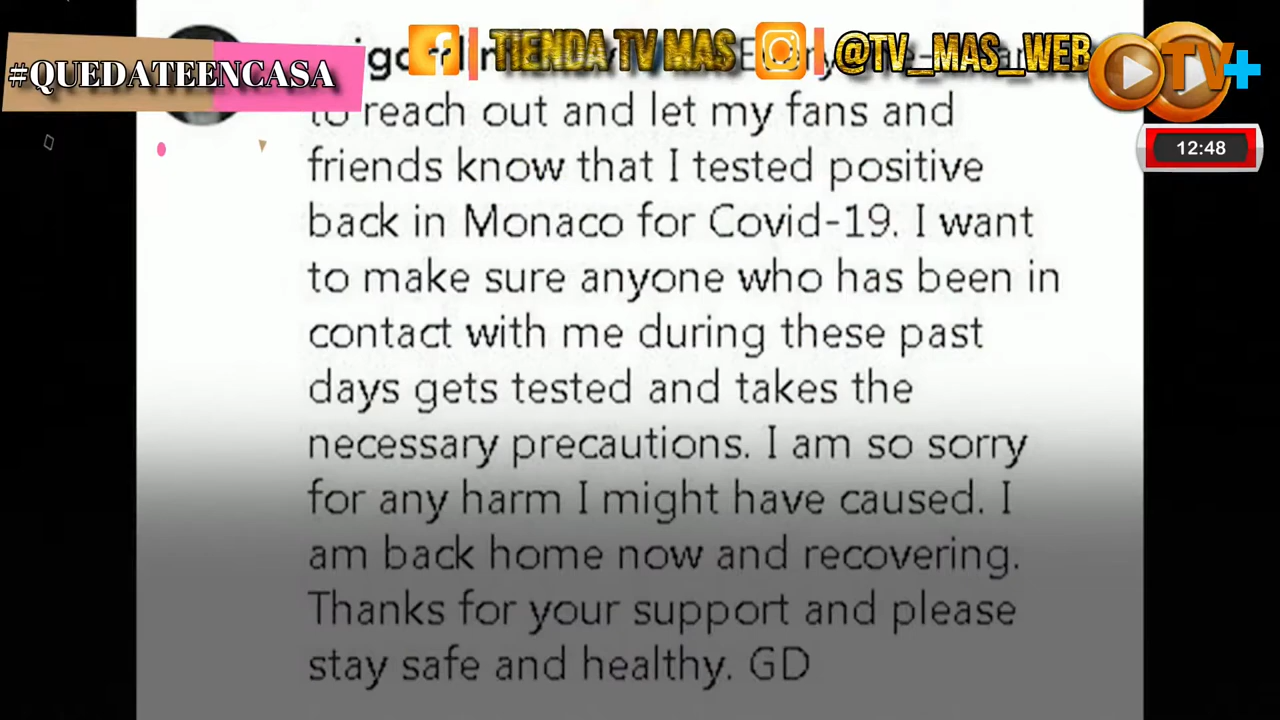 #QUEDATEENCASA
TIENDA TV MAS
@TV_MAS_WEB
TV+
12:48
to reach out and let my fans and
friends know that I tested positive
back in Monaco for Covid-19. I want
to make sure anyone who has been in
contact with me during these past
days gets tested and takes the
necessary precautions. I am so sorry
for any harm I might have caused. I
am back home now and recovering.
Thanks for your support and please
stay safe and healthy. GD